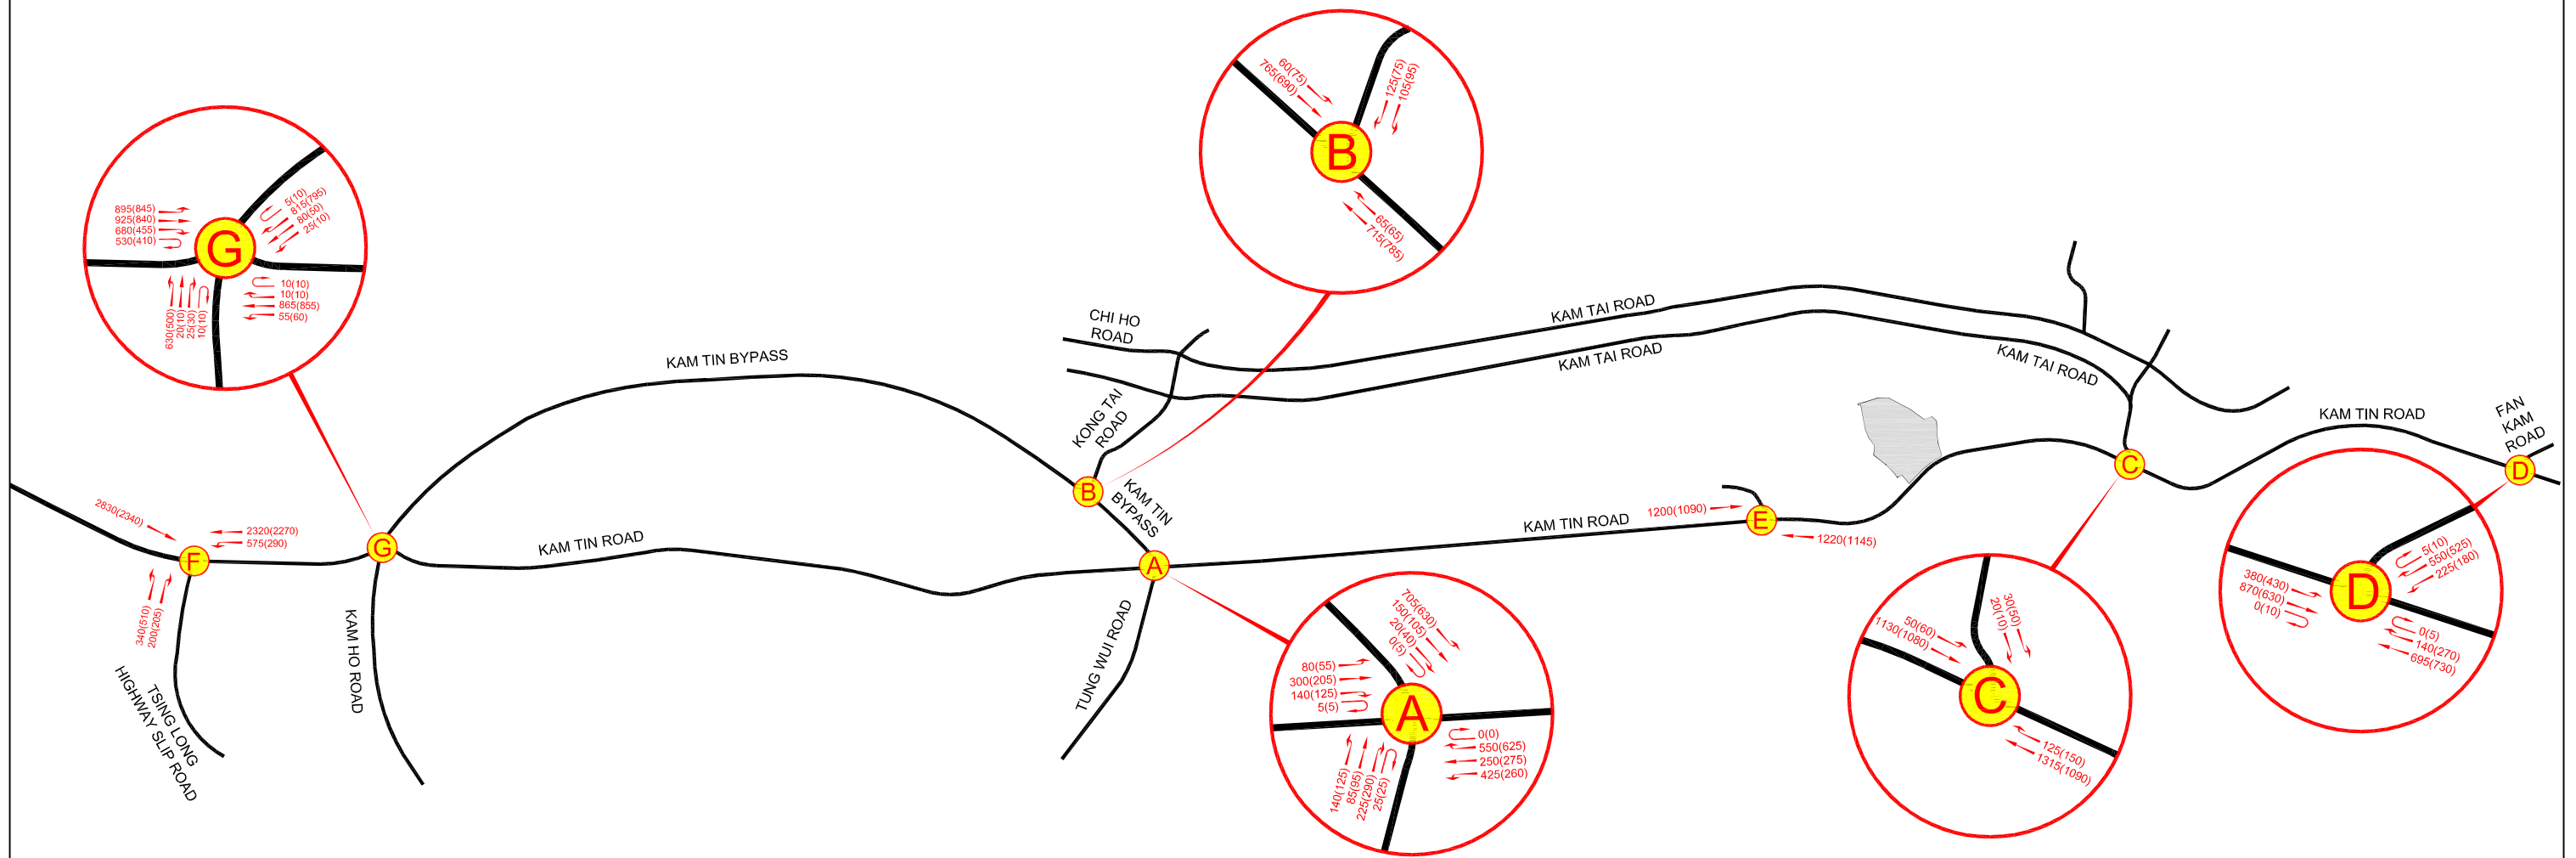 G
895(845)
925(840)
680(455)
530(410)
5(10)
815(795)
80(50)
25(10)
10(10)
10(10)
865(855)
55(60)
630(500)
20(10)
25(30)
10(10)
B
60(75)
765(690)
125(75)
105(95)
65(65)
715(785)
CHI HO
ROAD
KAM TAI ROAD
KAM TAI ROAD
KAM TAI ROAD
KAM TIN BYPASS
KONG TAI
ROAD
B
KAM TIN
BYPASS
KAM TIN ROAD
FAN
KAM
ROAD
D
C
E
1200(1090)
1220(1145)
KAM TIN ROAD
2830(2340)
2320(2270)
575(290)
F
G
KAM TIN ROAD
A
340(510)
200(205)
TSING LONG
HIGHWAY SLIP ROAD
KAM HO ROAD
TUNG WUI ROAD
A
705(630)
150(105)
20(40)
0(5)
80(55)
300(205)
140(125)
5(5)
0(0)
550(625)
250(275)
425(260)
140(125)
85(95)
225(290)
25(25)
C
50(60)
1130(1080)
30(50)
20(10)
125(150)
1315(1090)
D
5(10)
550(525)
225(180)
380(430)
870(630)
0(10)
0(5)
140(270)
695(730)